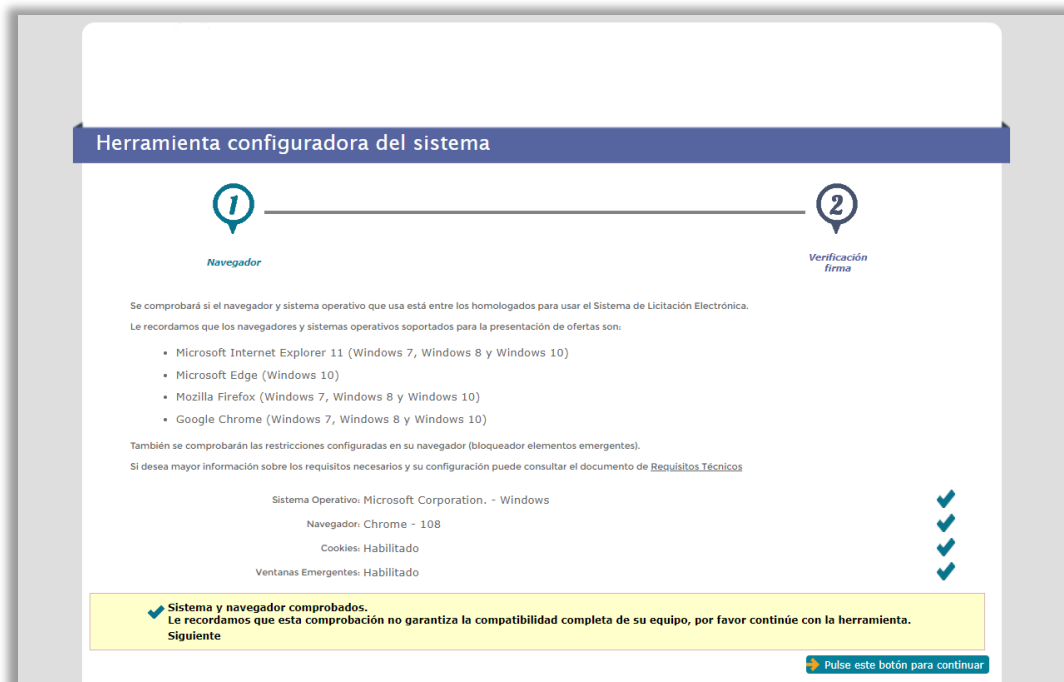 Herramienta configuradora del sistema
1
2
Navegador
Verificación
firma
Se comprobará si el navegador y sistema operativo que usa está entre los homologados para usar el Sistema de Licitación Electrónica.
Le recordamos que los navegadores y sistemas operativos soportados para la presentación de ofertas son:
• Microsoft Internet Explorer 11 (Windows 7, Windows 8 y Windows 10)
• Microsoft Edge (Windows 10)
• Mozilla Firefox (Windows 7, Windows 8 y Windows 10)
• Google Chrome (Windows 7, Windows 8 y Windows 10)
También se comprobarán las restricciones configuradas en su navegador (bloqueador elementos emergentes).
Si desea mayor información sobre los requisitos necesarios y su configuración puede consultar el documento de Requisitos Técnicos
Sistema Operativo: Microsoft Corporation. - Windows
Navegador: Chrome - 108
Cookies: Habilitado
Ventanas Emergentes: Habilitado
Sistema y navegador comprobados.
Le recordamos que esta comprobación no garantiza la compatibilidad completa de su equipo, por favor continúe con la herramienta.
Siguiente
Pulse este botón para continuar